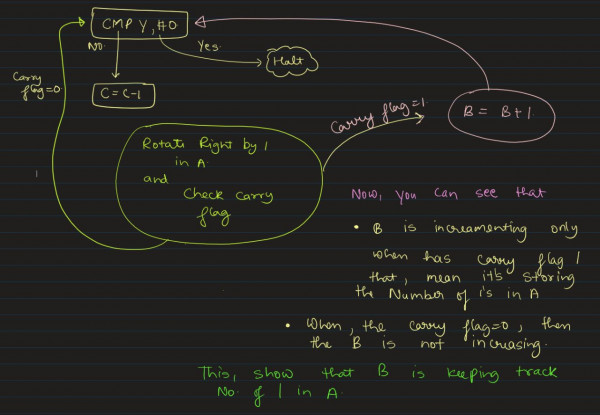 CMP Y, #0
No.
Yes.
Halt
Carry
flag=0
C = C-1
Carry flag=1
B = B+1
Rotate Right by 1
in A
and
Check carry
flag
Now, you can see that
• B is increamenting only
when has carry flag 1
that, mean it's storing
the Number of 1's in A
• When, the carry flag=0, then
the B is not increasing.
This, show that B is keeping track
No. of 1 in A.